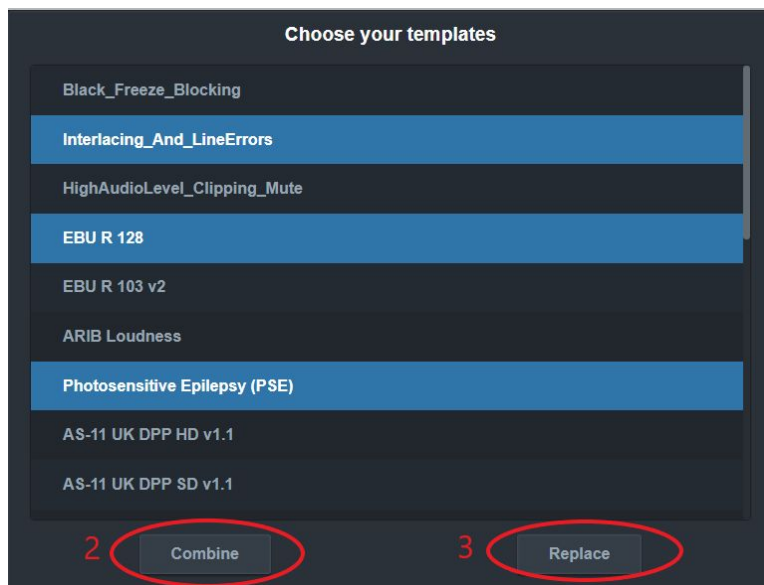 Choose your templates
Black_Freeze_Blocking
Interlacing_And_LineErrors
HighAudioLevel_Clipping_Mute
EBU R 128
EBU R 103 v2
ARIB Loudness
Photosensitive Epilepsy (PSE)
AS-11 UK DPP HD v1.1
AS-11 UK DPP SD v1.1
2 Combine 3 Replace